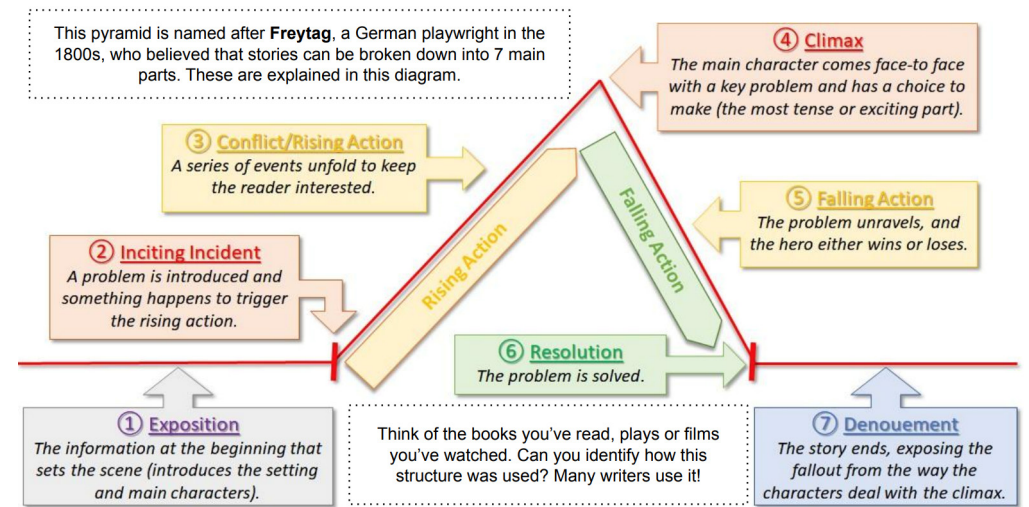 This pyramid is named after Freytag, a German playwright in the
1800s, who believed that stories can be broken down into 7 main
parts. These are explained in this diagram.
④ Climax
The main character comes face-to face
with a key problem and has a choice to
make (the most tense or exciting part).
③ Conflict/Rising Action
A series of events unfold to keep
the reader interested.
⑤ Falling Action
The problem unravels, and
the hero either wins or loses.
② Inciting Incident
A problem is introduced and
something happens to trigger
the rising action.
Rising Action
Falling Action
⑥ Resolution
The problem is solved.
① Exposition
The information at the beginning that
sets the scene (introduces the setting
and main characters).
Think of the books you’ve read, plays or films
you’ve watched. Can you identify how this
structure was used? Many writers use it!
⑦ Denouement
The story ends, exposing the
fallout from the way the
characters deal with the climax.